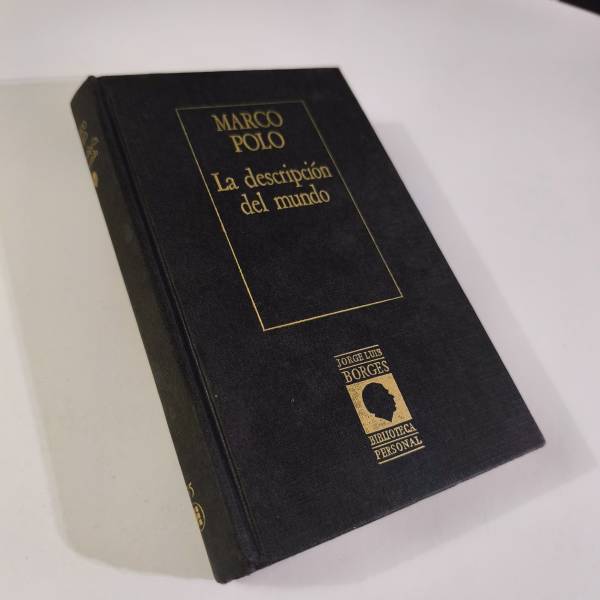 MARCO
POLO
La descripción
del mundo
JORGE LUIS
BORGES
BIBLIOTECA
PERSONAL